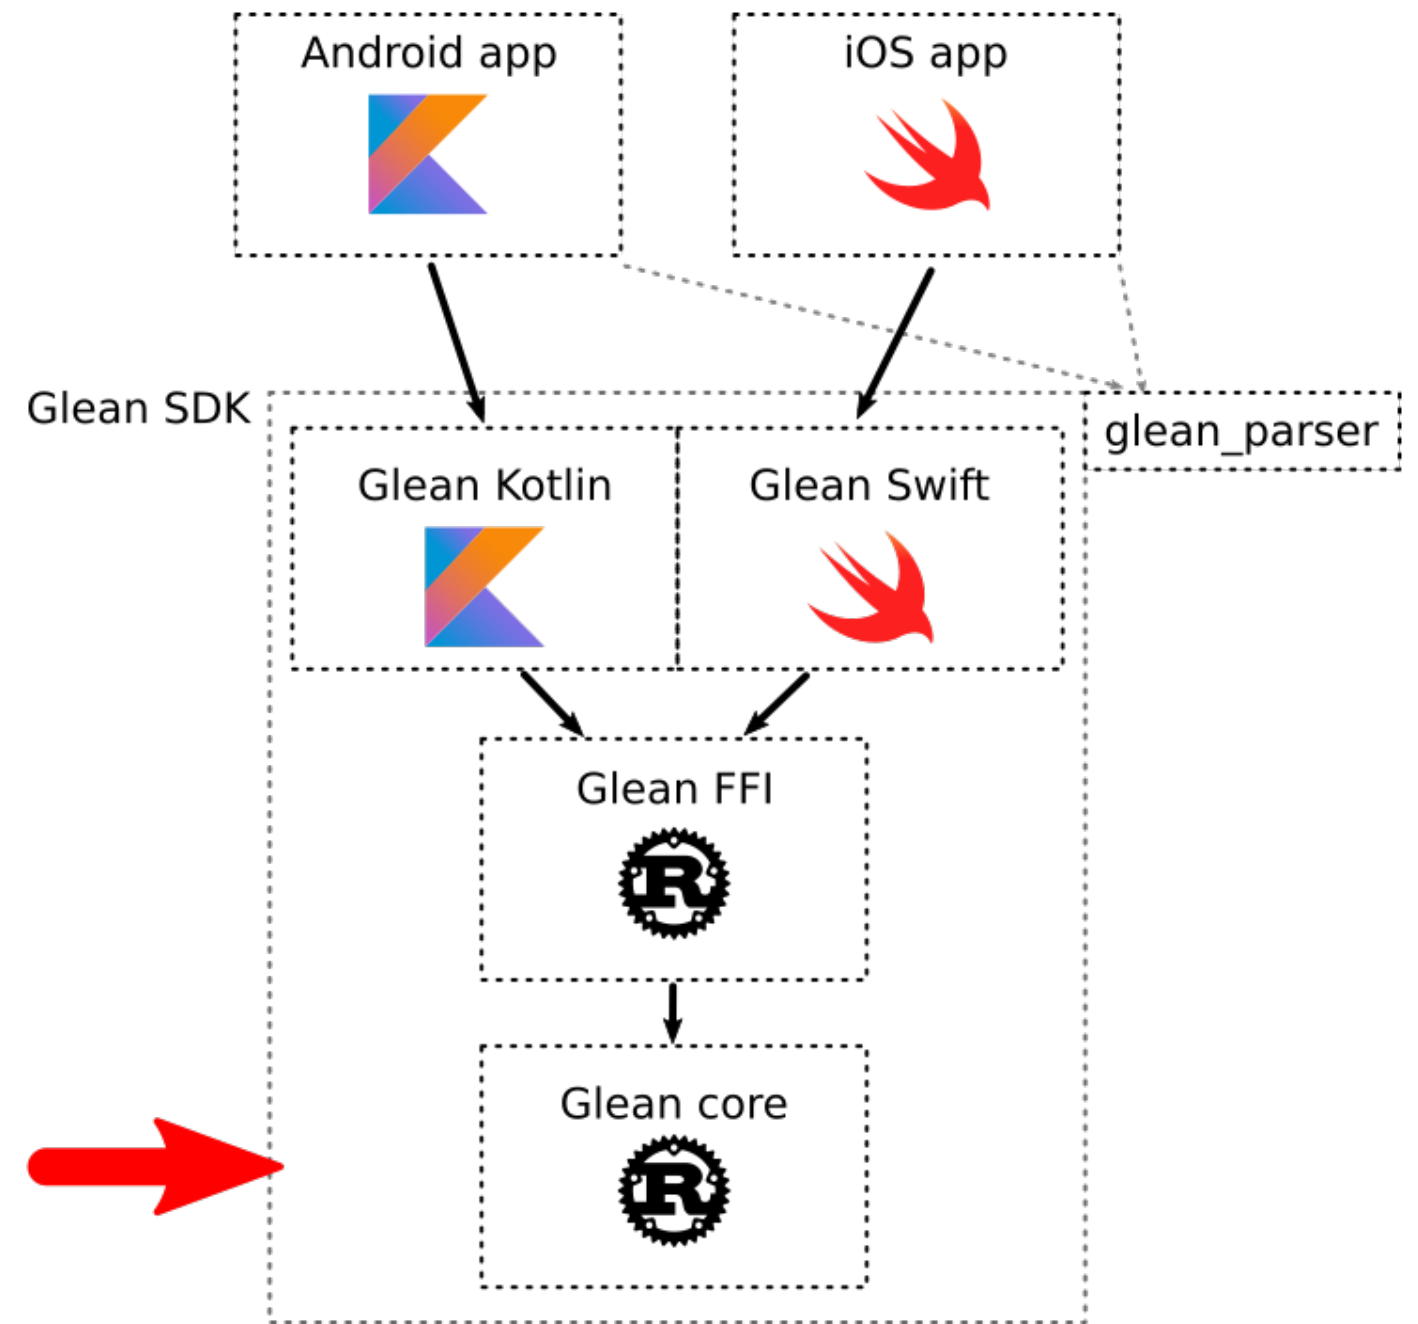 Android app
iOS app
Glean SDK
glean_parser
Glean Kotlin
Glean Swift
Glean FFI
R
Glean core
R